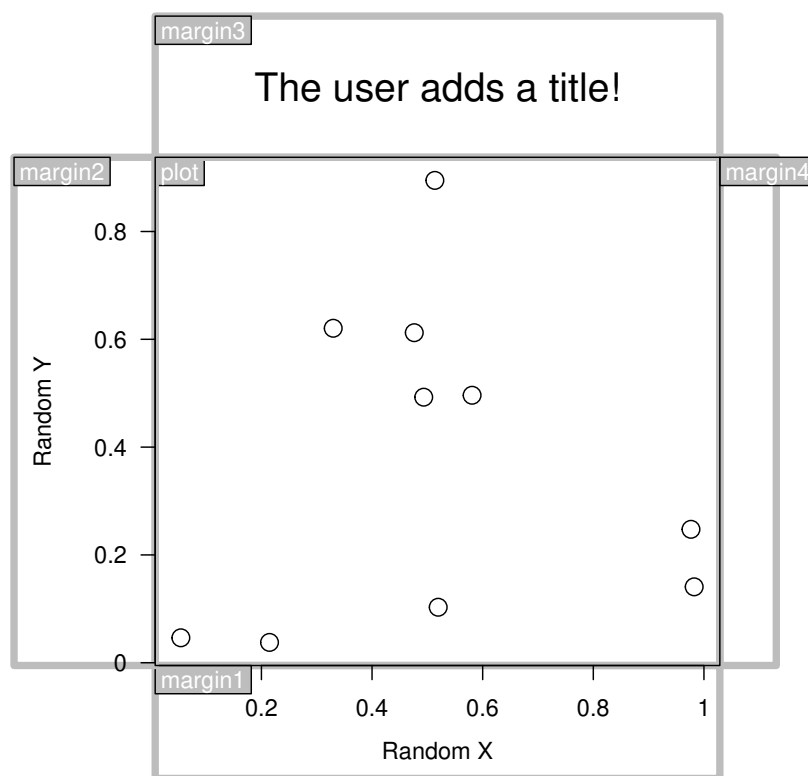 margin3
The user adds a title!
margin2
plot
margin4
0.8
0.6
0.4
0.2
0
Random Y
margin1
0.2 0.4 0.6 0.8 1
Random X